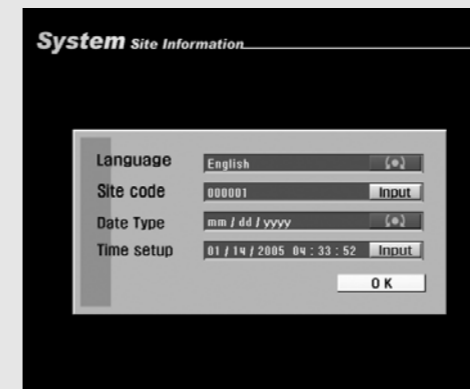 System Site Information
Language English
Site code 000001 Input
Date Type mm / dd / yyyy
Time setup 01 / 14 / 2005 04 : 33 : 52 Input
OK